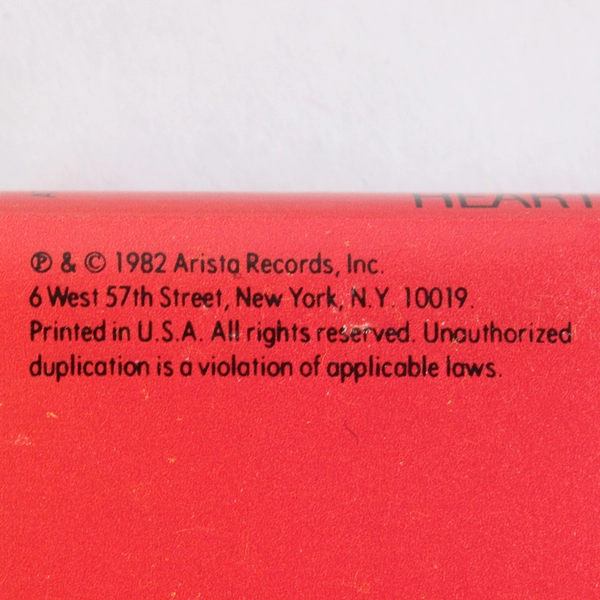 HEART
℗ & © 1982 Arista Records, Inc.
6 West 57th Street, New York, N.Y. 10019.
Printed in U.S.A. All rights reserved. Unauthorized
duplication is a violation of applicable laws.